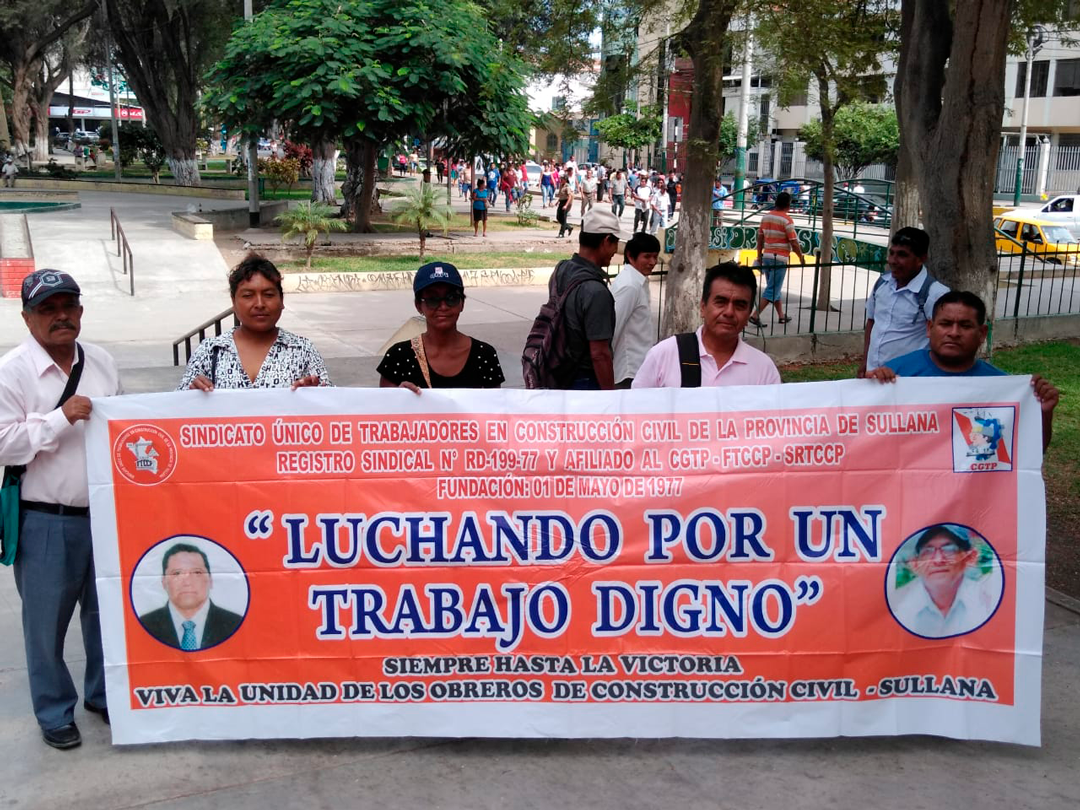 SINDICATO ÚNICO DE TRABAJADORES EN CONSTRUCCIÓN CIVIL DE LA PROVINCIA DE SULLANA
REGISTRO SINDICAL N° RD-199-77 Y AFILIADO AL CGTP - FTCCP - SRTCCP
FUNDACIÓN: 01 DE MAYO DE 1977
CGTP
“LUCHANDO POR UN
TRABAJO DIGNO”
SIEMPRE HASTA LA VICTORIA
VIVA LA UNIDAD DE LOS OBREROS DE CONSTRUCCIÓN CIVIL - SULLANA